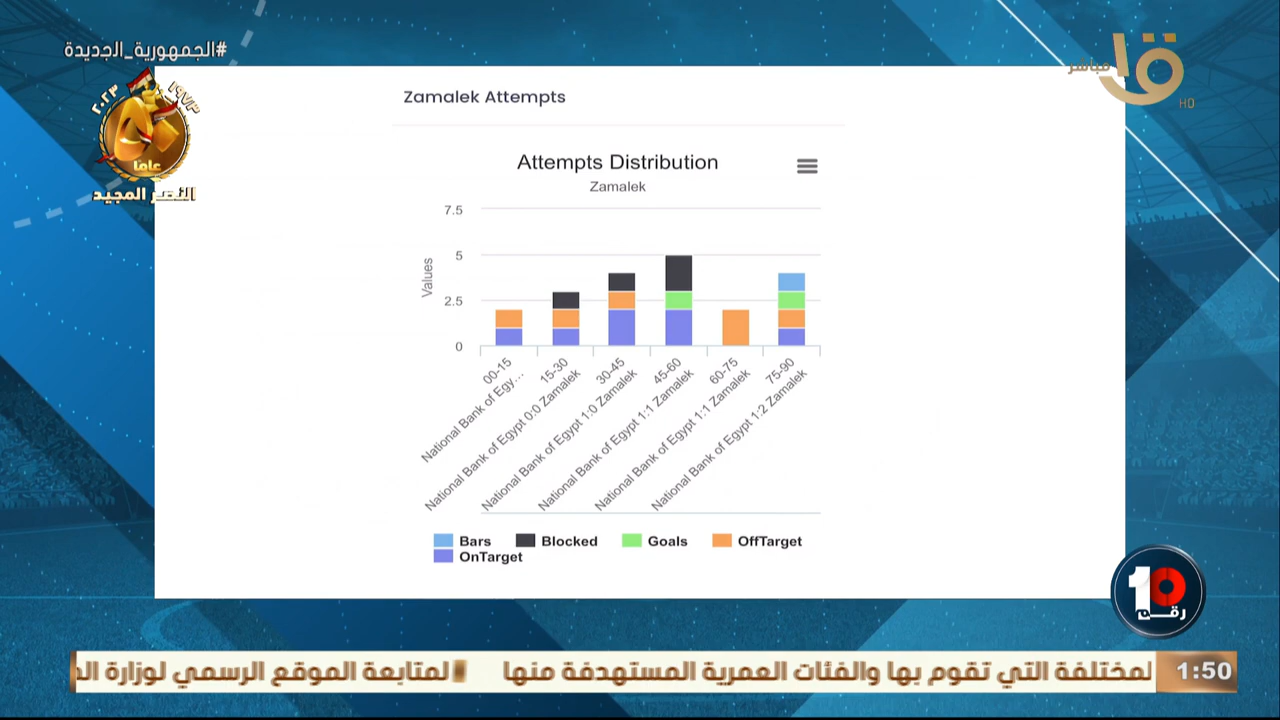 #الجمهورية_الجديدة
١٩٧٣
٢٠٢٣
عامًا
النصر المجيد
مباشر
HD
Zamalek Attempts
Attempts Distribution
Zamalek
Values
7.5
5
2.5
0
00-15
National Bank of Egy...
15-30
National Bank of Egypt 0:0 Zamalek
30-45
National Bank of Egypt 1:0 Zamalek
45-60
National Bank of Egypt 1:1 Zamalek
60-75
National Bank of Egypt 1:1 Zamalek
75-90
National Bank of Egypt 1:2 Zamalek
Bars
Blocked
Goals
OffTarget
OnTarget
10
رقم
لمختلفة التي تقوم بها والفئات العمرية المستهدفة منها
لمتابعة الموقع الرسمي لوزارة
1:50